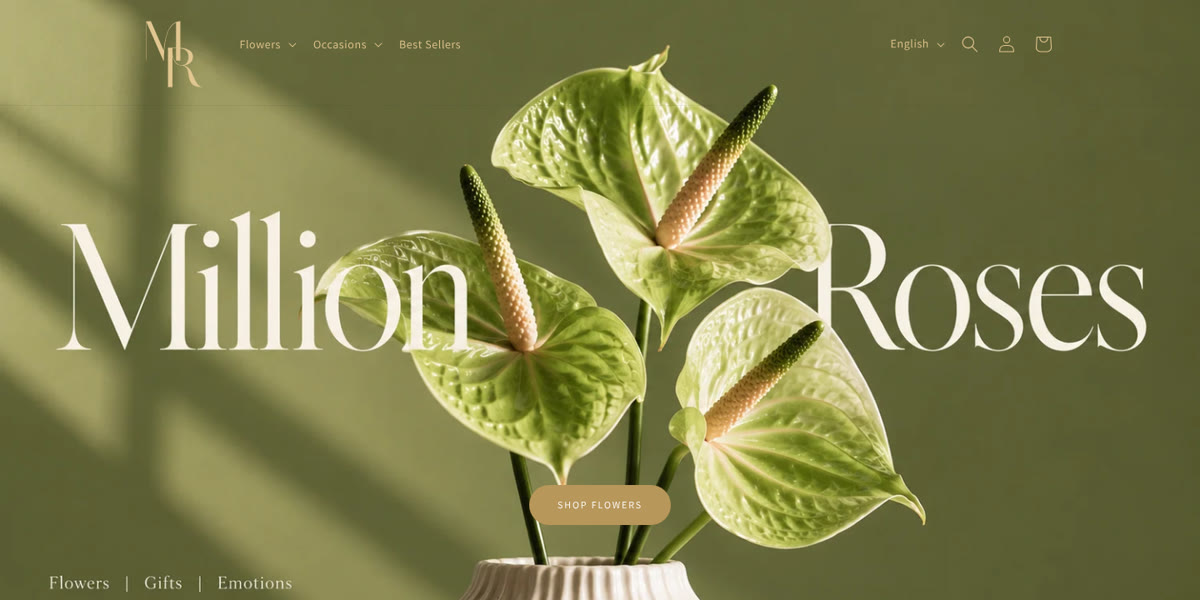 MR
Flowers
Occasions
Best Sellers
English
Million Roses
SHOP FLOWERS
Flowers | Gifts | Emotions